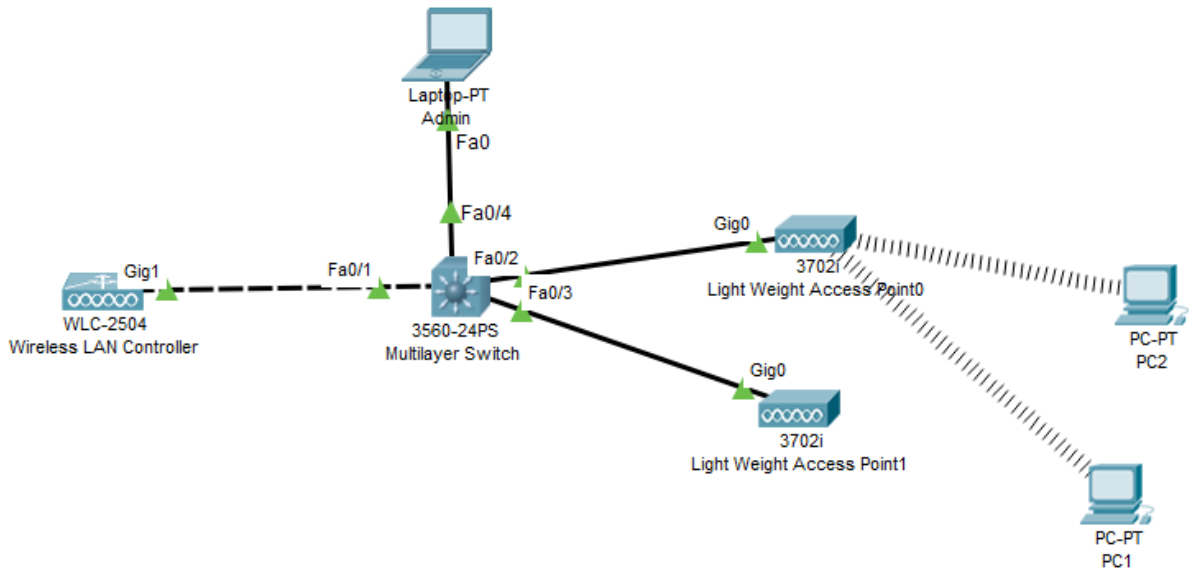 Laptop-PT
Admin
Fa0
Fa0/4
Gig0
Fa0/2
3702i
Gig1
Fa0/1
Fa0/3
Light Weight Access Point0
WLC-2504
3560-24PS
Wireless LAN Controller
Multilayer Switch
PC-PT
PC2
Gig0
3702i
Light Weight Access Point1
PC-PT
PC1